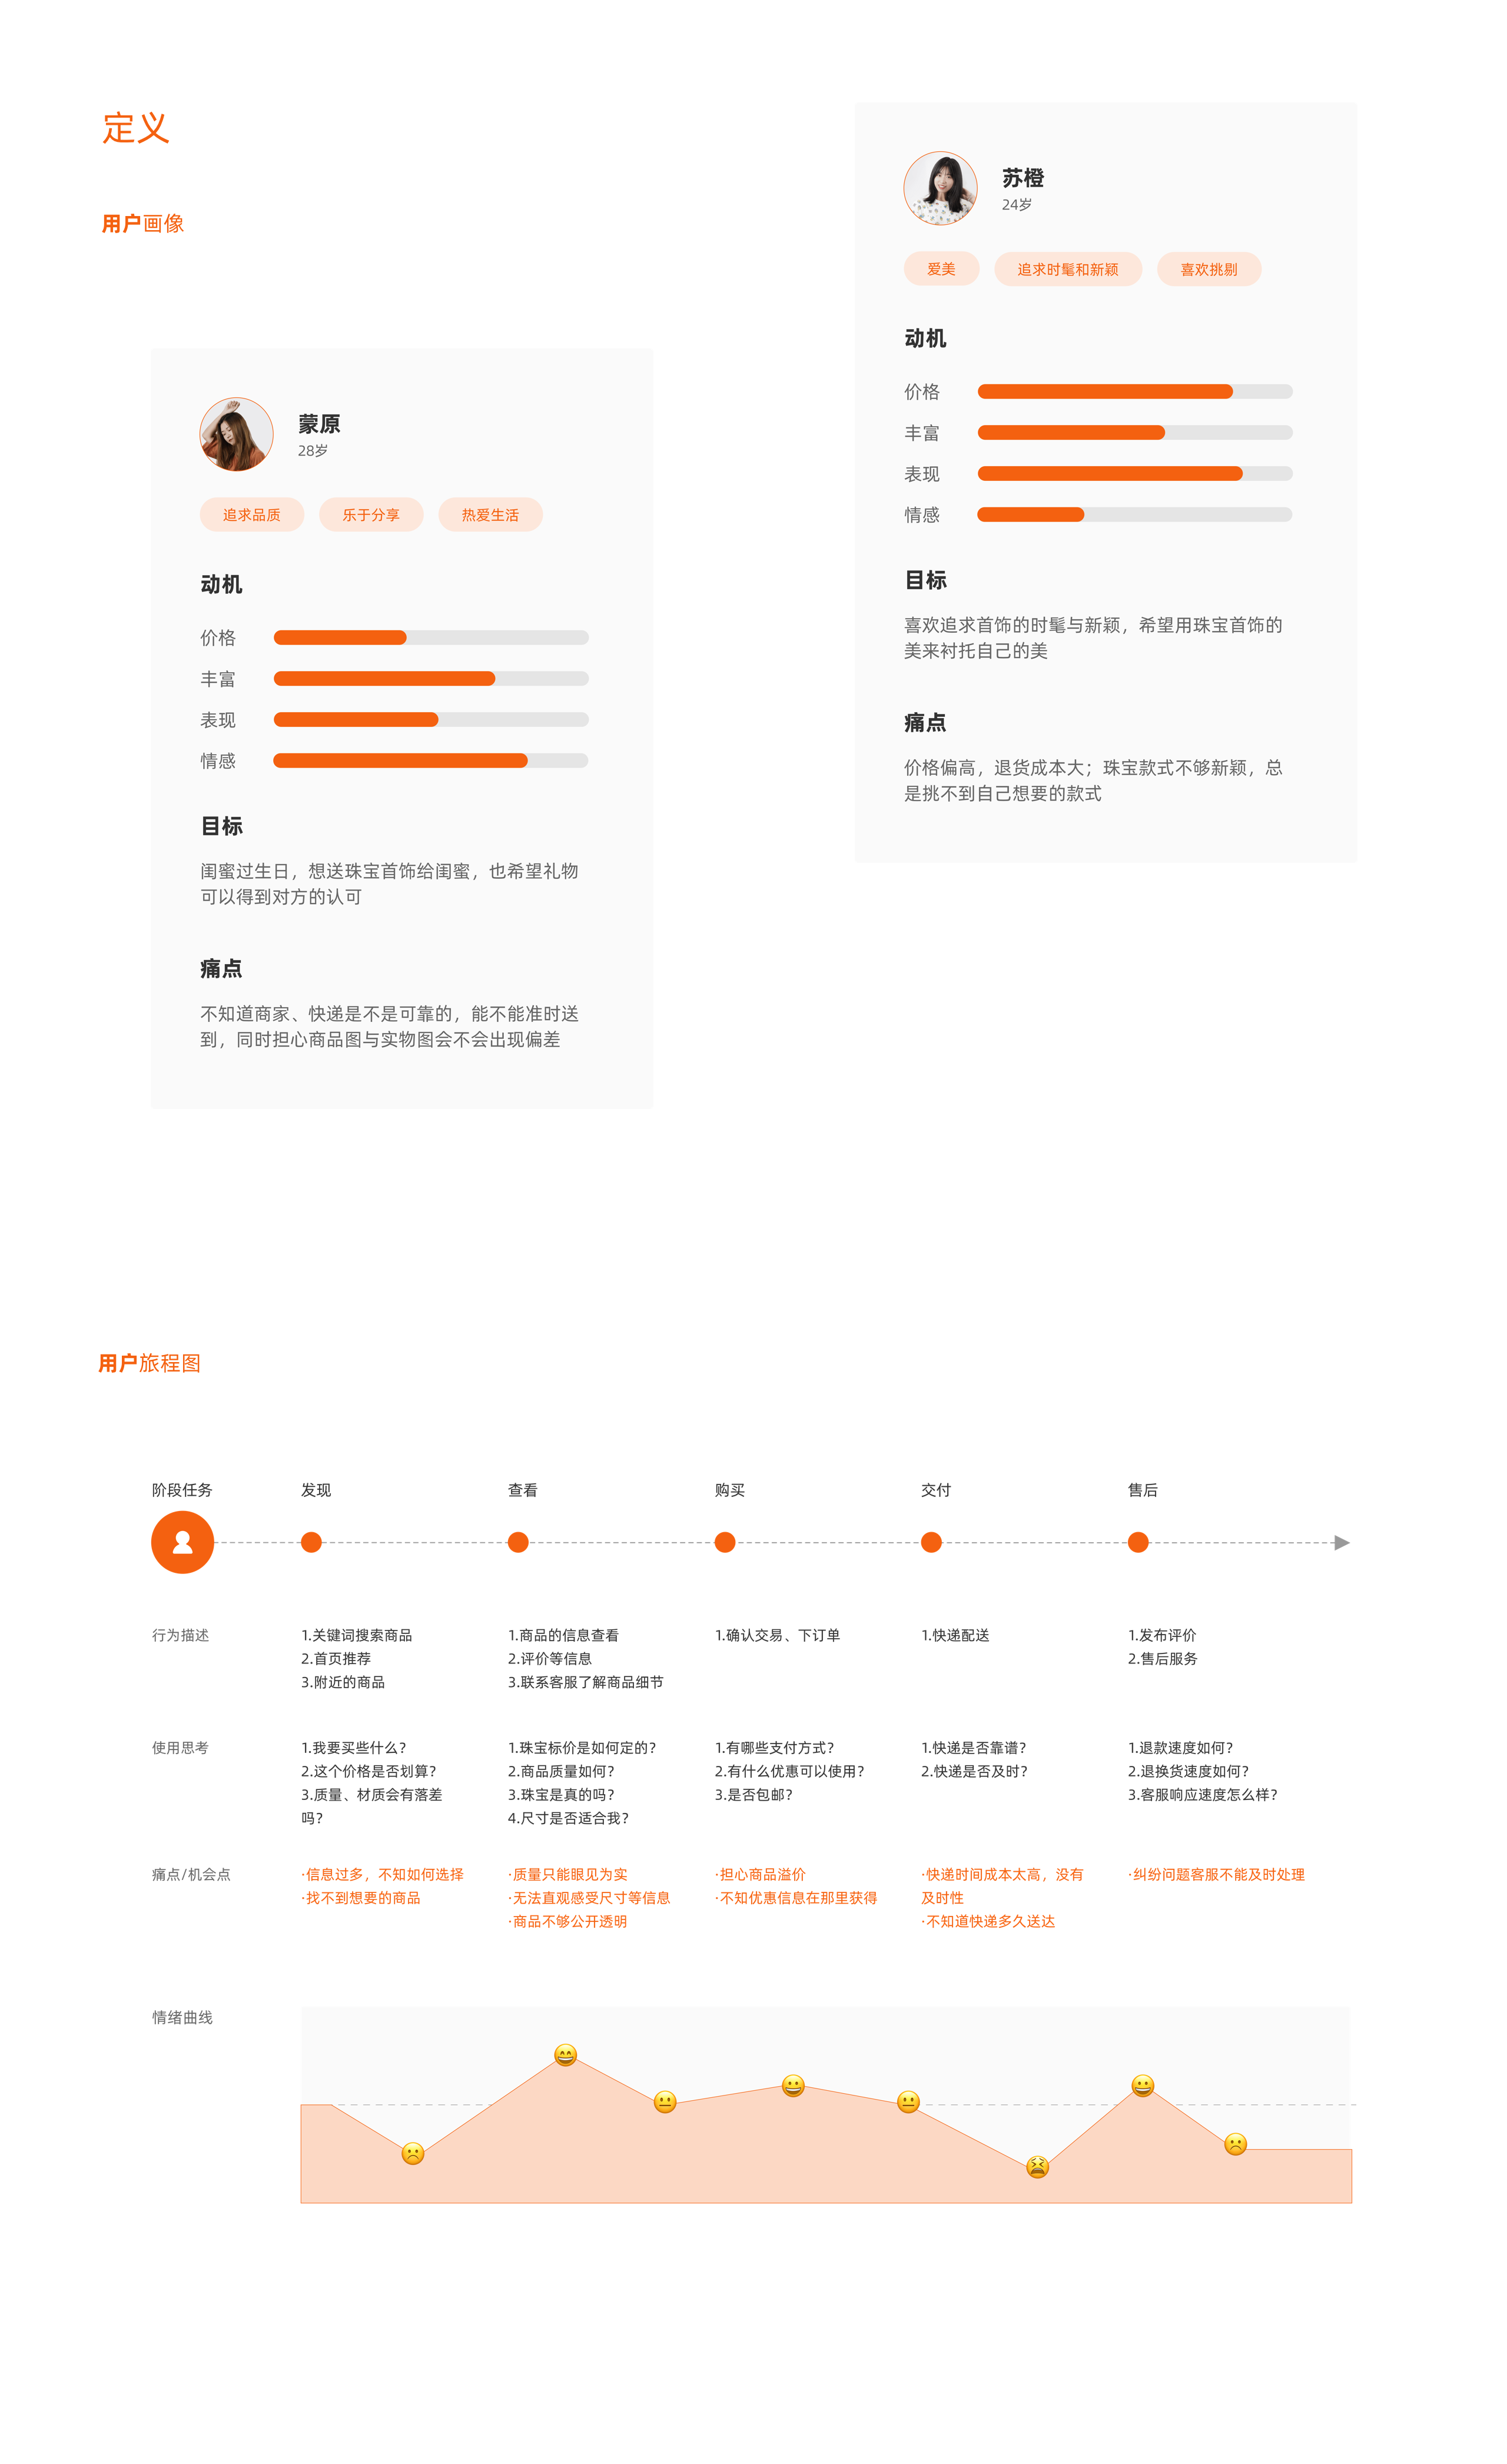 定义
用户画像
蒙原
28岁
追求品质
乐于分享
热爱生活
动机
价格
丰富
表现
情感
目标
闺蜜过生日，想送珠宝首饰给闺蜜，也希望礼物
可以得到对方的认可
痛点
不知道商家、快递是不是可靠的，能不能准时送
到，同时担心商品图与实物图会不会出现偏差
苏橙
24岁
爱美
追求时髦和新颖
喜欢挑剔
动机
价格
丰富
表现
情感
目标
喜欢追求首饰的时髦与新颖，希望用珠宝首饰的
美来衬托自己的美
痛点
价格偏高，退货成本大；珠宝款式不够新颖，总
是挑不到自己想要的款式
用户旅程图
阶段任务
发现
查看
购买
交付
售后
行为描述
1.关键词搜索商品
2.首页推荐
3.附近的商品
1.商品的信息查看
2.评价等信息
3.联系客服了解商品细节
1.确认交易、下订单
1.快递配送
1.发布评价
2.售后服务
使用思考
1.我要买些什么？
2.这个价格是否划算？
3.质量、材质会有落差
吗？
1.珠宝标价是如何定的？
2.商品质量如何？
3.珠宝是真的吗？
4.尺寸是否适合我？
1.有哪些支付方式？
2.有什么优惠可以使用？
3.是否包邮？
1.快递是否靠谱？
2.快递是否及时？
1.退款速度如何？
2.退换货速度如何？
3.客服响应速度怎么样？
痛点/机会点
·信息过多，不知如何选择
·找不到想要的商品
·质量只能眼见为实
·无法直观感受尺寸等信息
·商品不够公开透明
·担心商品溢价
·不知优惠信息在那里获得
·快递时间成本太高，没有
及时性
·不知道快递多久送达
·纠纷问题客服不能及时处理
情绪曲线